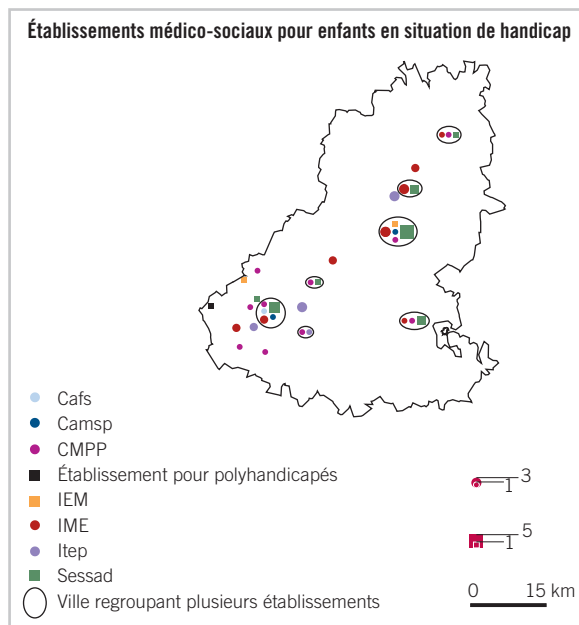 Établissements médico-sociaux pour enfants en situation de handicap
Cafs
Camsp
CMPP
Établissement pour polyhandicapés
IEM
IME
Itep
Sessad
Ville regroupant plusieurs établissements
3
1
5
1
0 15 km